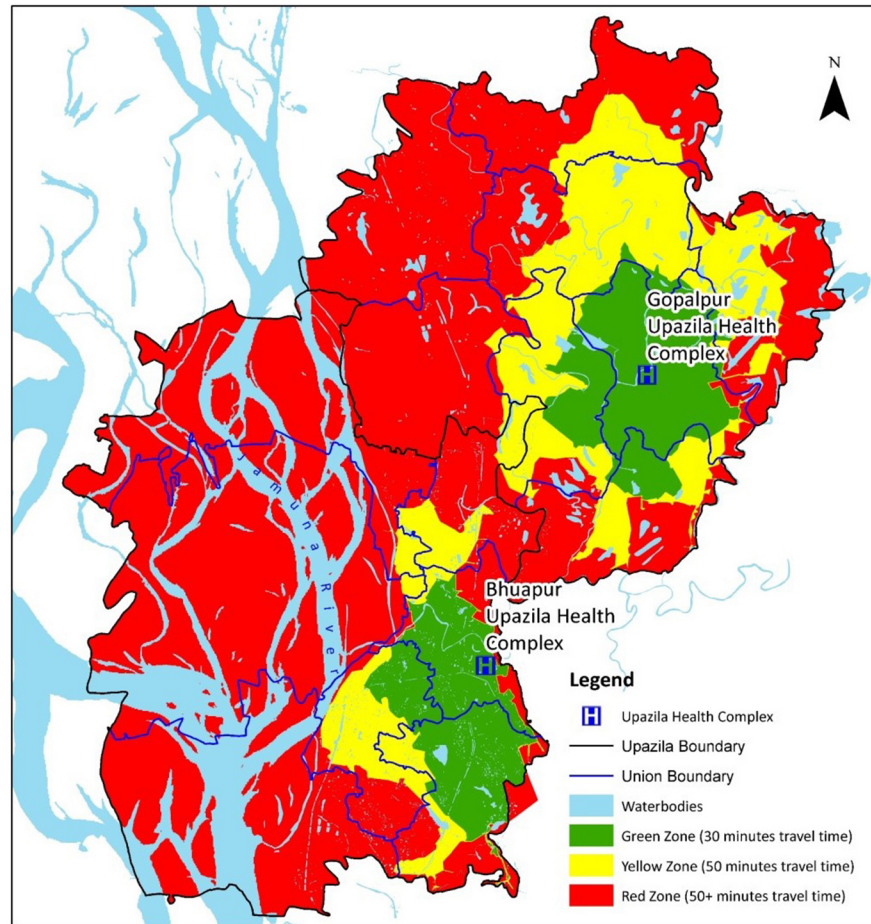 N
Gopalpur
Upazila Health
Complex
Jamuna River
Bhuapur
Upazila Health
Complex
Legend
H Upazila Health Complex
Upazila Boundary
Union Boundary
Waterbodies
Green Zone (30 minutes travel time)
Yellow Zone (50 minutes travel time)
Red Zone (50+ minutes travel time)